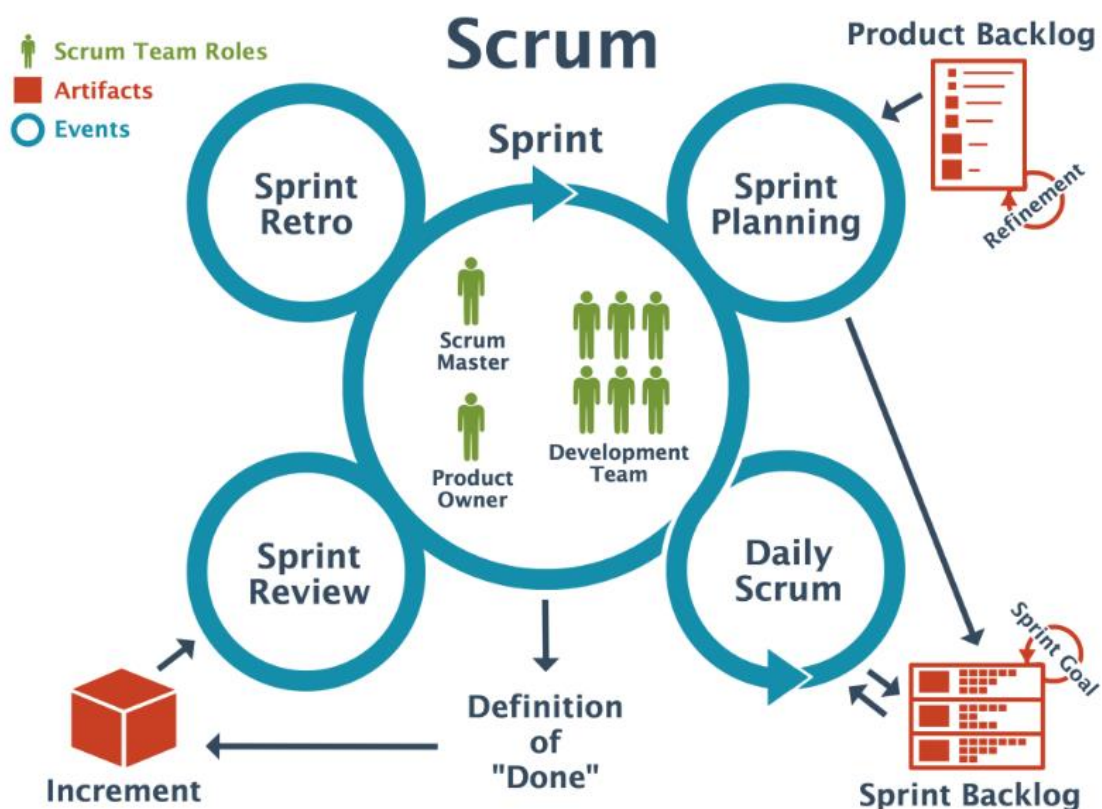 Scrum
Scrum Team Roles
Artifacts
Events
Product Backlog
Refinement
Sprint
Sprint
Retro
Sprint
Planning
Scrum
Master
Product
Owner
Development
Team
Sprint
Review
Daily
Scrum
Sprint Goal
Definition
of
"Done"
Increment
Sprint Backlog